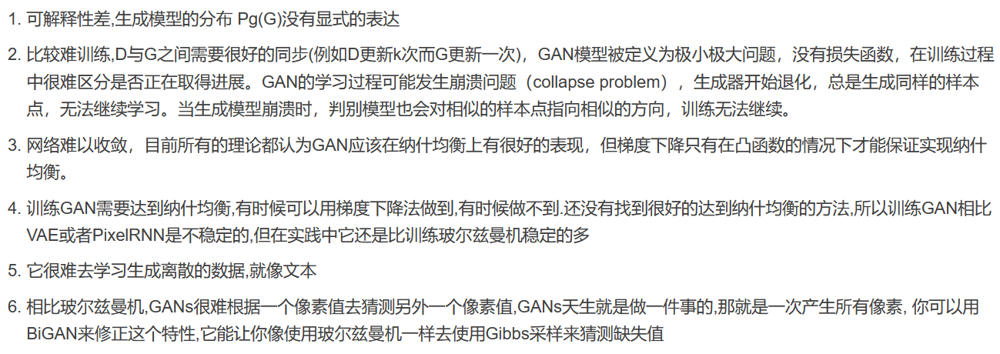 1. 可解释性差,生成模型的分布 Pg(G)没有显式的表达
2. 比较难训练,D与G之间需要很好的同步(例如D更新k次而G更新一次)，GAN模型被定义为极小极大问题，没有损失函数，在训练过程
中很难区分是否正在取得进展。GAN的学习过程可能发生崩溃问题（collapse problem），生成器开始退化，总是生成同样的样本
点，无法继续学习。当生成模型崩溃时，判别模型也会对相似的样本点指向相似的方向，训练无法继续。
3. 网络难以收敛，目前所有的理论都认为GAN应该在纳什均衡上有很好的表现，但梯度下降只有在凸函数的情况下才能保证实现纳什
均衡。
4. 训练GAN需要达到纳什均衡,有时候可以用梯度下降法做到,有时候做不到.还没有找到很好的达到纳什均衡的方法,所以训练GAN相比
VAE或者PixelRNN是不稳定的,但在实践中它还是比训练玻尔兹曼机稳定的多
5. 它很难去学习生成离散的数据,就像文本
6. 相比玻尔兹曼机,GANs很难根据一个像素值去猜测另外一个像素值,GANs天生就是做一件事的,那就是一次产生所有像素, 你可以用
BiGAN来修正这个特性,它能让你像使用玻尔兹曼机一样去使用Gibbs采样来猜测缺失值